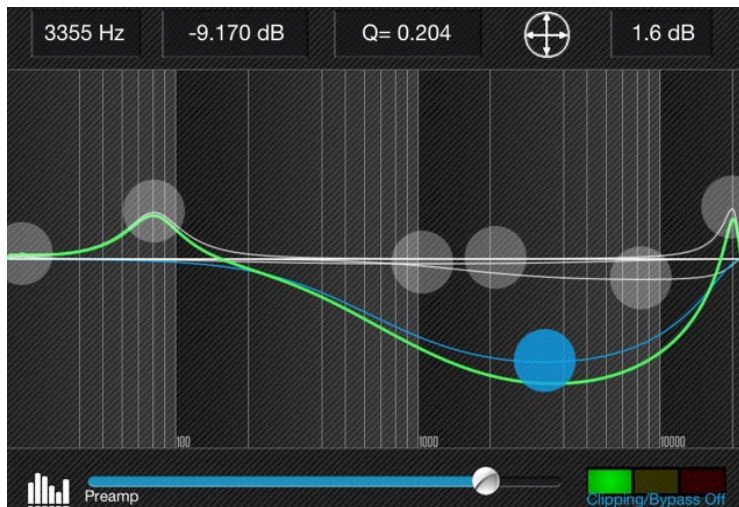 3355 Hz
-9.170 dB
Q= 0.204
1.6 dB
100
1000
10000
Preamp
Clipping/Bypass Off